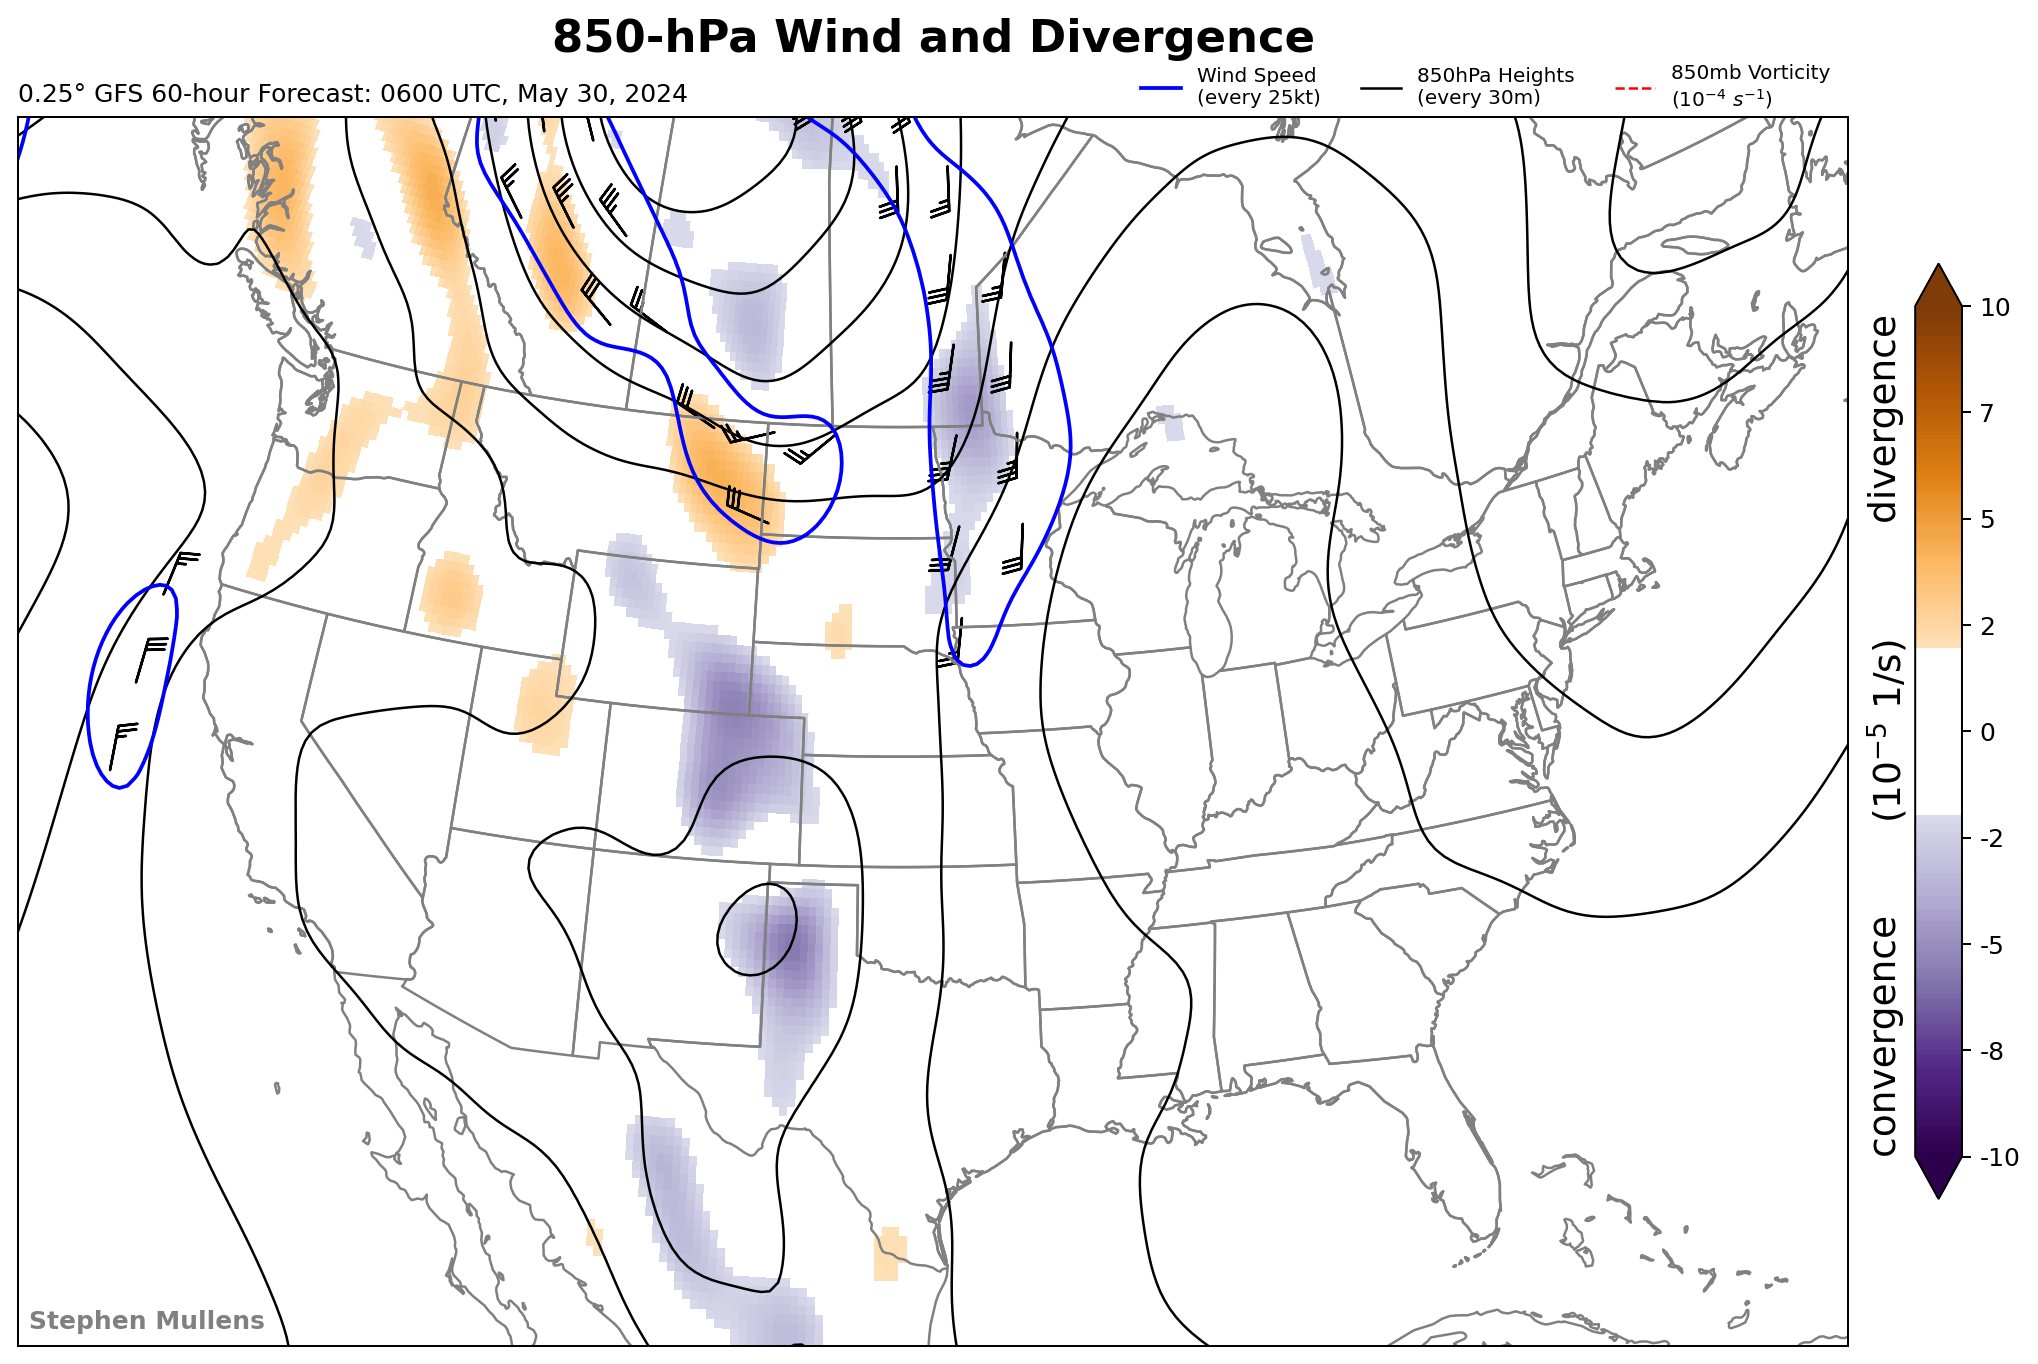 850-hPa Wind and Divergence
0.25° GFS 60-hour Forecast: 0600 UTC, May 30, 2024
Wind Speed
(every 25kt)
850hPa Heights
(every 30m)
850mb Vorticity
(10⁻⁴ s⁻¹)
10
7
5
2
0
-2
-5
-8
-10
convergence (10⁻⁵ 1/s) divergence
Stephen Mullens